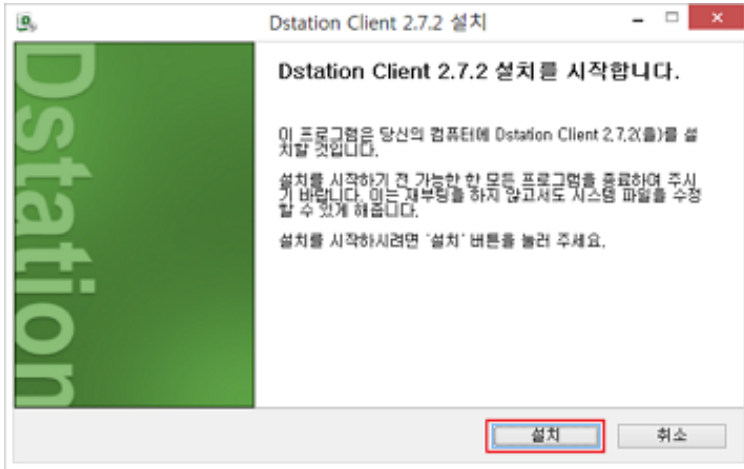 Dstation Client 2.7.2 설치
Dstation
Dstation Client 2.7.2 설치를 시작합니다.
이 프로그램은 당신의 컴퓨터에 Dstation Client 2.7.2(을)를 설
치할 것입니다.
설치를 시작하기 전 가능한 한 모든 프로그램을 종료하여 주시
기 바랍니다. 이는 재부팅을 하지 않고서도 시스템 파일을 수정
할 수 있게 해줍니다.
설치를 시작하시려면 '설치' 버튼을 눌러 주세요.
설치
취소